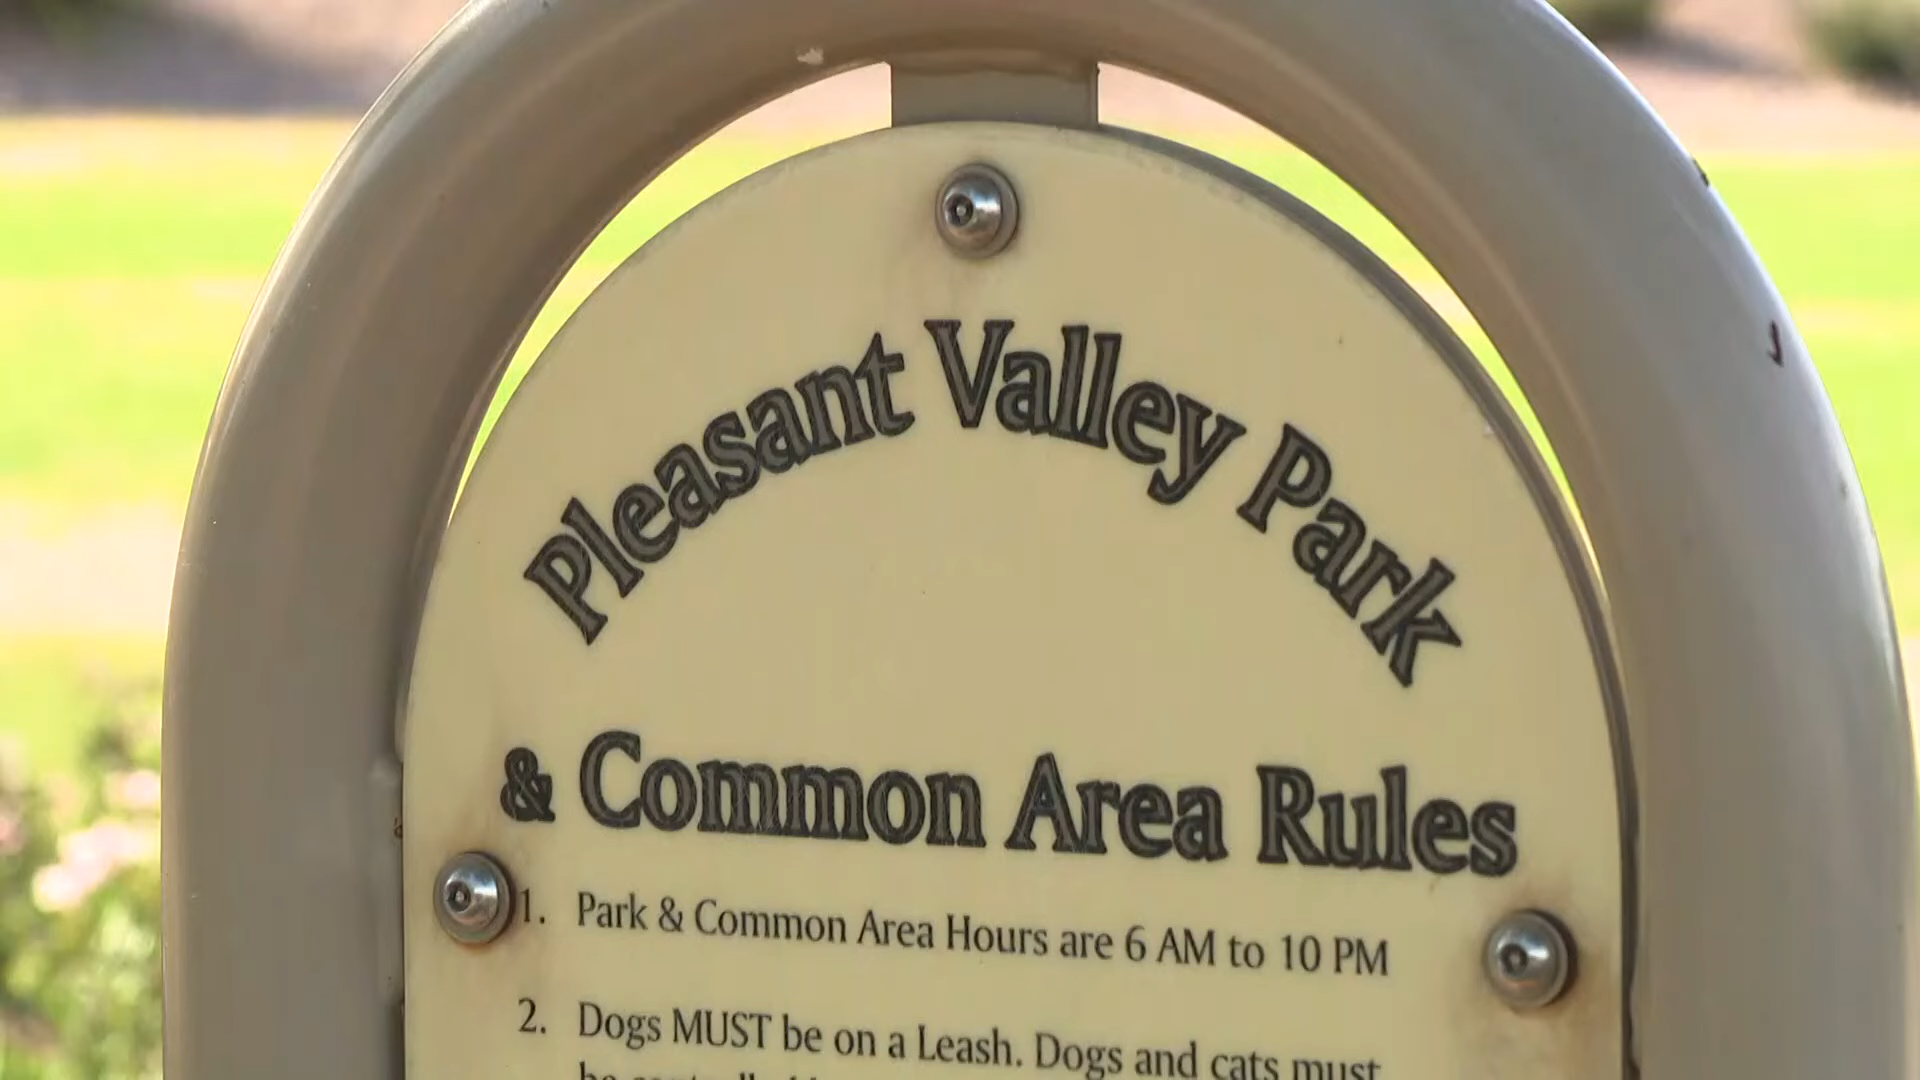 Pleasant Valley Park
& Common Area Rules
1. Park & Common Area Hours are 6 AM to 10 PM
2. Dogs MUST be on a Leash. Dogs and cats must
be